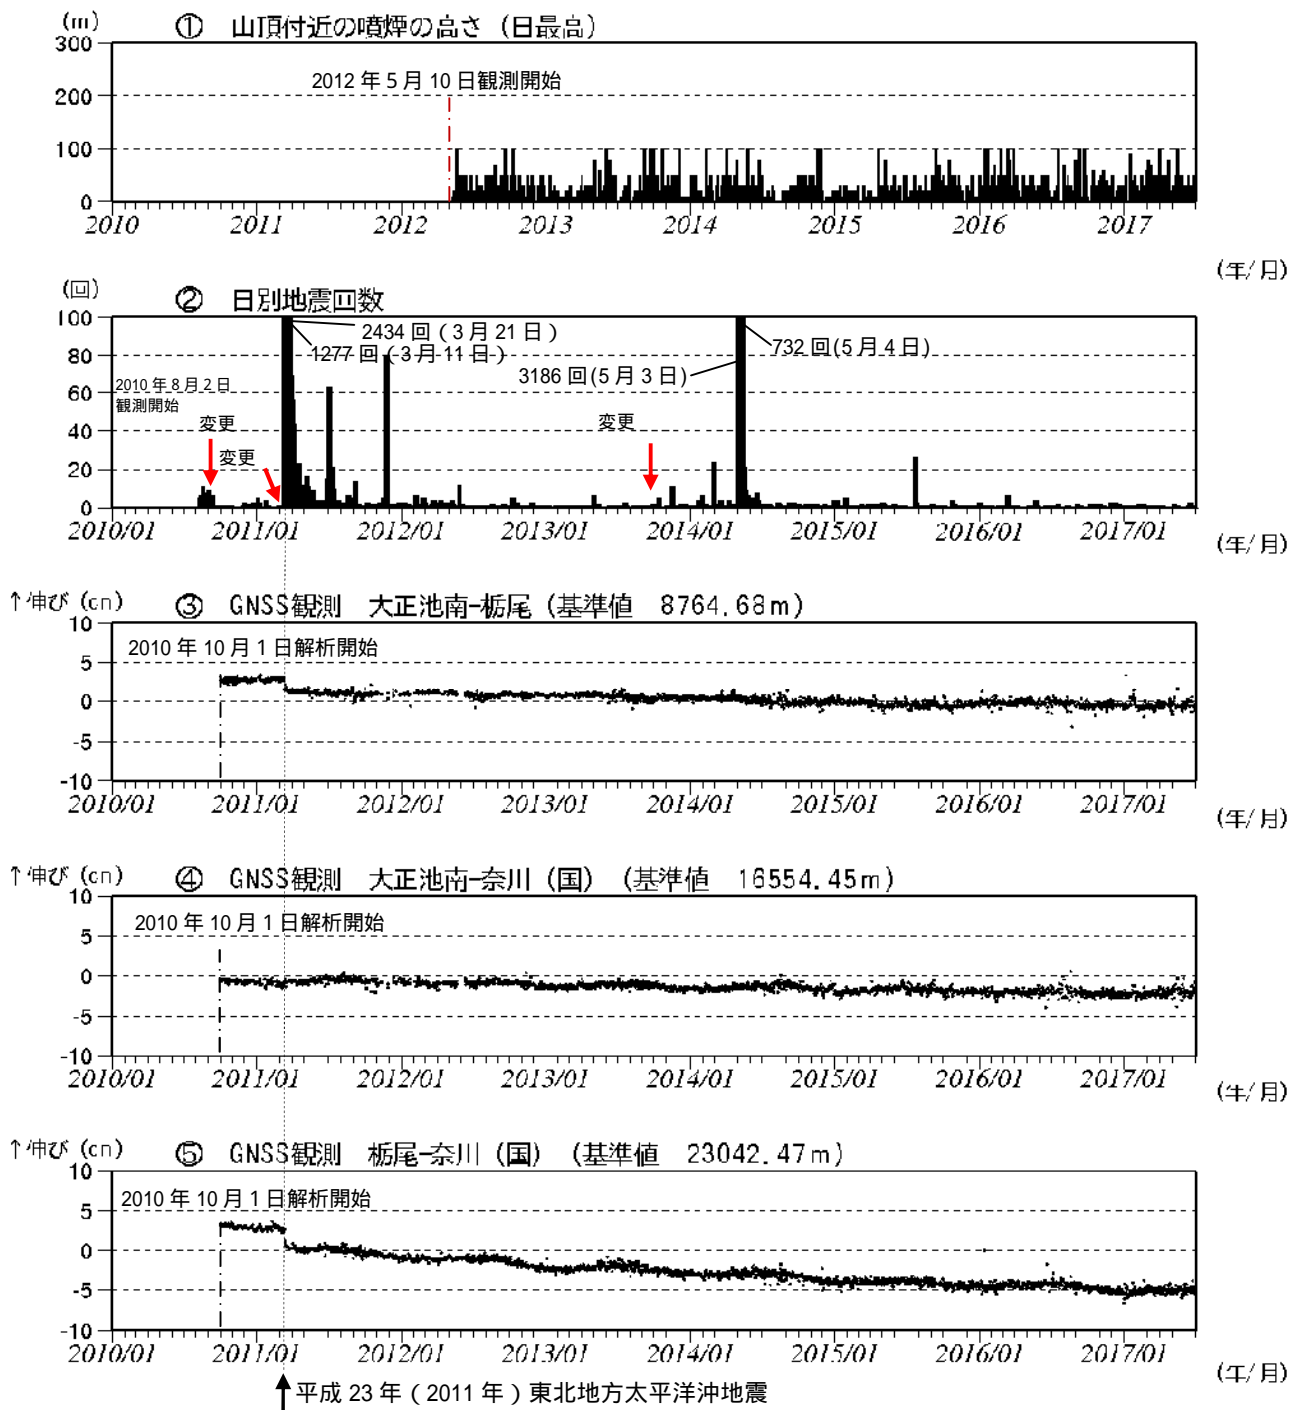 (m) ① 山頂付近の噴煙の高さ (日最高)
300
2012年5月10日観測開始
200
100
0
2010 2011 2012 2013 2014 2015 2016 2017
(年/月)
(回) ② 日別地震回数
100
2434回(3月21日)
1277回(3月11日)
732回(5月4日)
80
3186回(5月3日)
2010年8月2日
観測開始
60
変更 変更
40
変更
20
0
2010/01 2011/01 2012/01 2013/01 2014/01 2015/01 2016/01 2017/01
(年/月)
↑伸び (cm) ③ GNSS観測 大正池南-栃尾 (基準値 8764.68m)
10
2010年10月1日解析開始
5
0
-5
-10
2010/01 2011/01 2012/01 2013/01 2014/01 2015/01 2016/01 2017/01
(年/月)
↑伸び (cm) ④ GNSS観測 大正池南-奈川 (国) (基準値 16554.45m)
10
2010年10月1日解析開始
5
0
-5
-10
2010/01 2011/01 2012/01 2013/01 2014/01 2015/01 2016/01 2017/01
(年/月)
↑伸び (cm) ⑤ GNSS観測 栃尾-奈川 (国) (基準値 23042.47m)
10
2010年10月1日解析開始
5
0
-5
-10
2010/01 2011/01 2012/01 2013/01 2014/01 2015/01 2016/01 2017/01
(年/月)
平成23年(2011年)東北地方太平洋沖地震